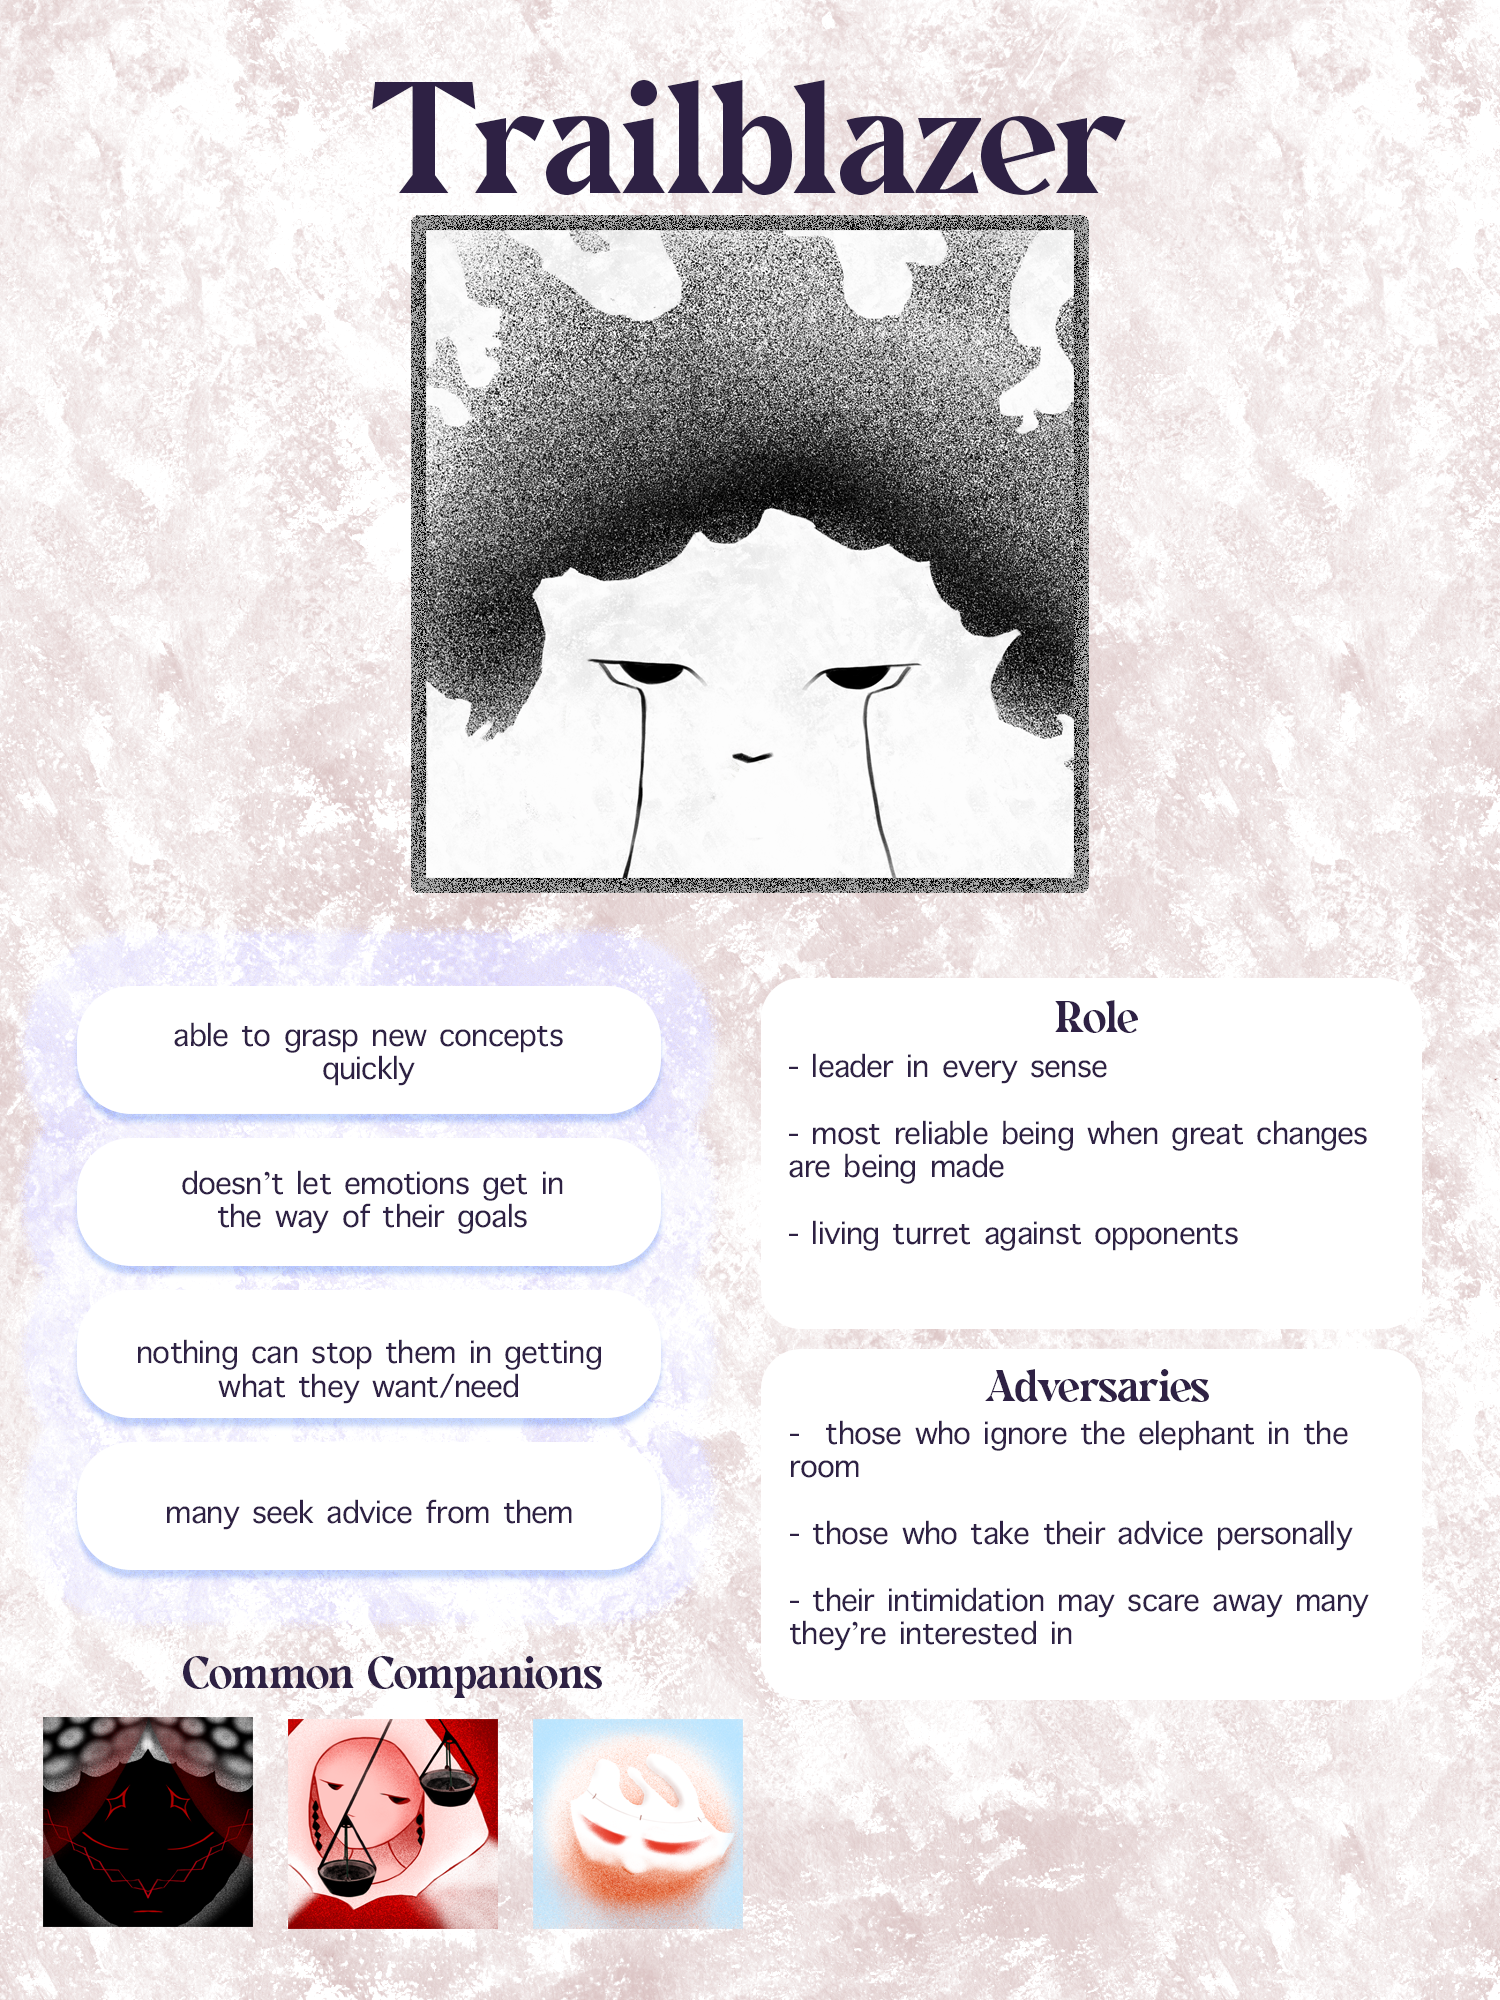 Trailblazer
able to grasp new concepts
quickly
doesn’t let emotions get in
the way of their goals
nothing can stop them in getting
what they want/need
many seek advice from them
Role
- leader in every sense
- most reliable being when great changes
are being made
- living turret against opponents
Adversaries
- those who ignore the elephant in the
room
- those who take their advice personally
- their intimidation may scare away many
they’re interested in
Common Companions